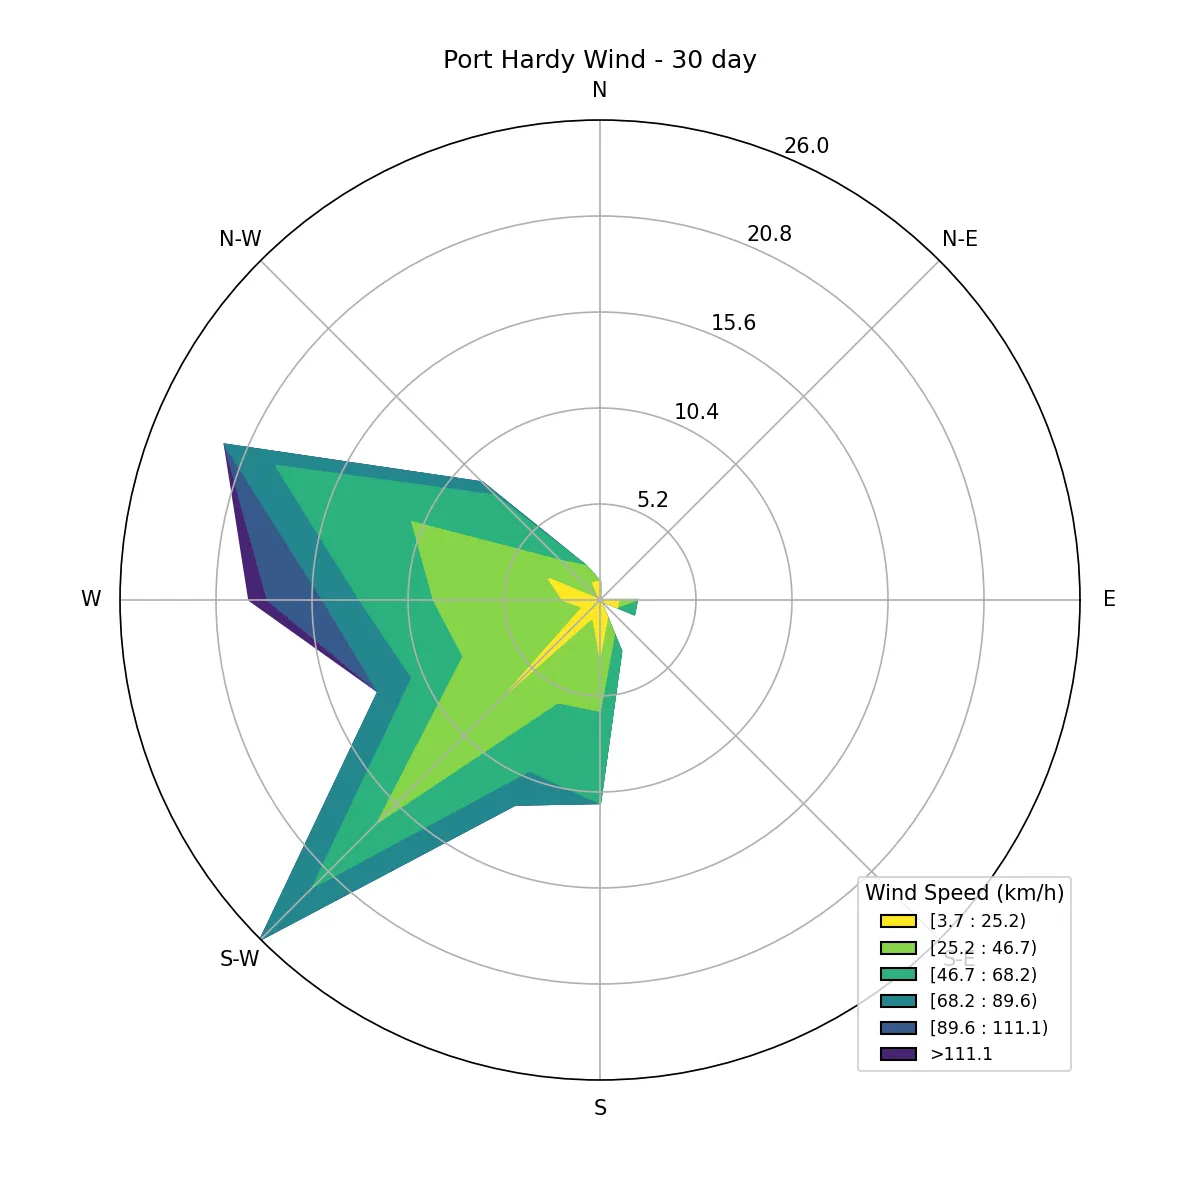 Port Hardy Wind - 30 day
N
26.0
N-W
20.8
N-E
15.6
10.4
5.2
W
E
Wind Speed (km/h)
[3.7 : 25.2)
[25.2 : 46.7)
S-W
S-E
[46.7 : 68.2)
[68.2 : 89.6)
[89.6 : 111.1)
>111.1
S